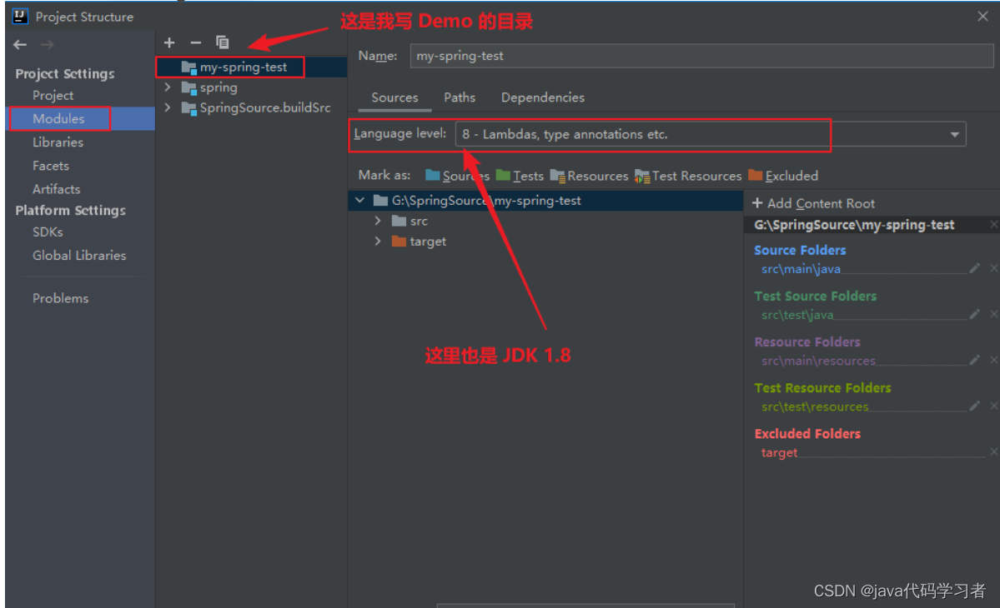 Project Structure
这是我写 Demo 的目录
Project Settings
Project
Modules
Libraries
Facets
Artifacts
Platform Settings
SDKs
Global Libraries
Problems
my-spring-test
spring
SpringSource.buildSrc
Name: my-spring-test
Sources Paths Dependencies
Language level: 8 - Lambdas, type annotations etc.
Mark as: Sources Tests Resources Test Resources Excluded
G:\SpringSource\my-spring-test
src
target
这里也是 JDK 1.8
+ Add Content Root
G:\SpringSource\my-spring-test
Source Folders
src\main\java
Test Source Folders
src\test\java
Resource Folders
src\main\resources
Test Resource Folders
src\test\resources
Excluded Folders
target
CSDN @java代码学习者